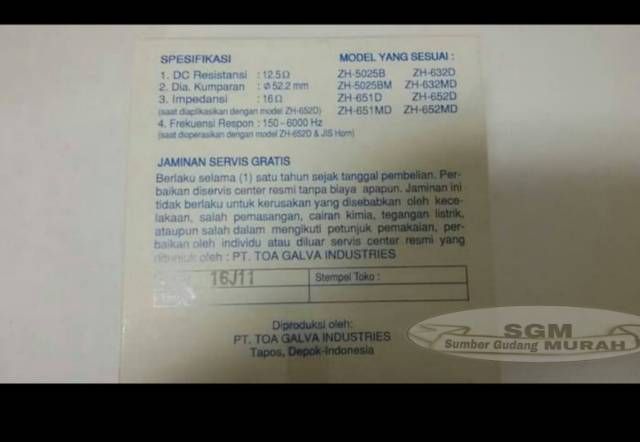 SPESIFIKASI
1. DC Resistansi : 12.5Ω
2. Dia. Kumparan : Ø 52,2 mm
3. Impedansi : 16Ω
(saat diaplikasikan dengan model ZH-652D)
4. Frekuensi Respon : 150 - 6000 Hz
(saat dioperasikan dengan model ZH-652D & JIS Horn)
MODEL YANG SESUAI :
ZH-5025B ZH-632D
ZH-5025BM ZH-632MD
ZH-651D ZH-652D
ZH-651MD ZH-652MD
JAMINAN SERVIS GRATIS
Berlaku selama (1) satu tahun sejak tanggal pembelian. Per-
baikan diservis center resmi tanpa biaya apapun. Jaminan ini
tidak berlaku untuk kerusakan yang disebabkan oleh kece-
lakaan, salah pemasangan, cairan kimia, tegangan listrik,
ataupun salah dalam mengikuti petunjuk pemakaian, per-
baikan oleh individu atau diluar servis center resmi yang
ditunjuk oleh : PT. TOA GALVA INDUSTRIES
16J11
Stempel Toko :
Diproduksi oleh:
PT. TOA GALVA INDUSTRIES
Tapos, Depok-Indonesia
SGM
Sumber Gudang MURAH